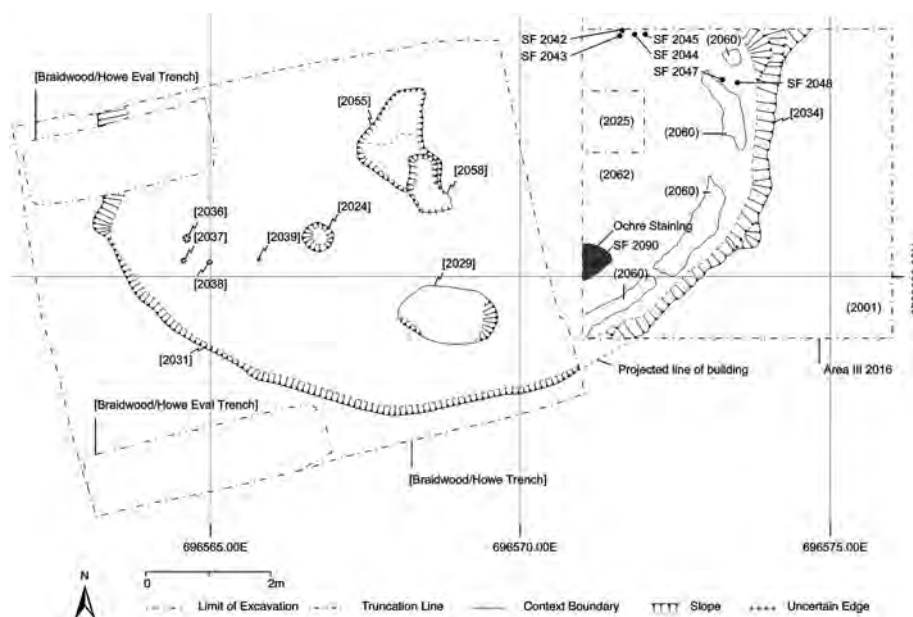 SF 2042
SF 2045
(2060)
SF 2043
SF 2044
SF 2047
SF 2048
[Braidwood/Howe Eval Trench]
[2055]
[2034]
(2025)
(2060)
[2058]
(2062)
(2060)
[2036]
[2024]
[2037]
[2039]
Ochre Staining
SF 2090
[2038]
[2029]
(2060)
(2001)
[2031]
Projected line of building
Area III 2016
[Braidwood/Howe Eval Trench]
[Braidwood/Howe Trench]
696565.00E
696570.00E
696575.00E
N
0
2m
Limit of Excavation
Truncation Line
Context Boundary
Slope
Uncertain Edge